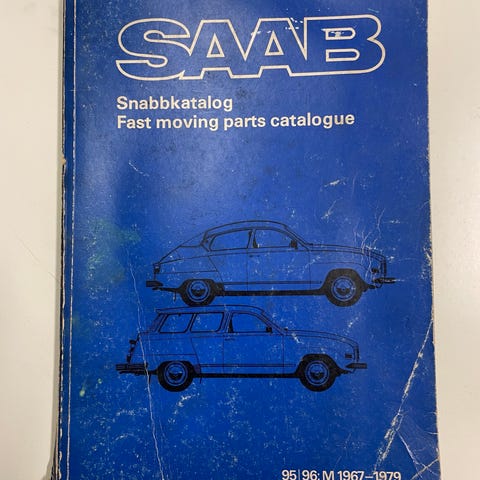 SAAB
Snabbkatalog
Fast moving parts catalogue
95|96: M 1967–1979